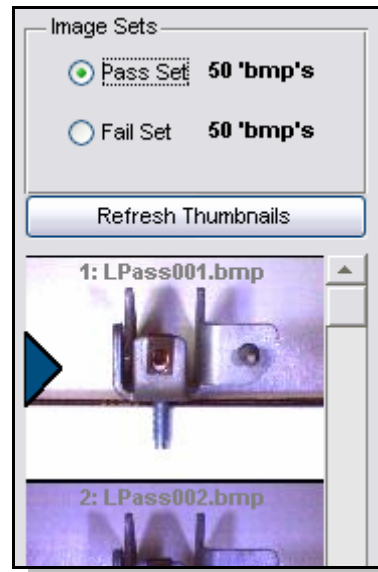 Image Sets
Pass Set 50 'bmp's
Fail Set 50 'bmp's
Refresh Thumbnails
1: LPass001.bmp
2: LPass002.bmp